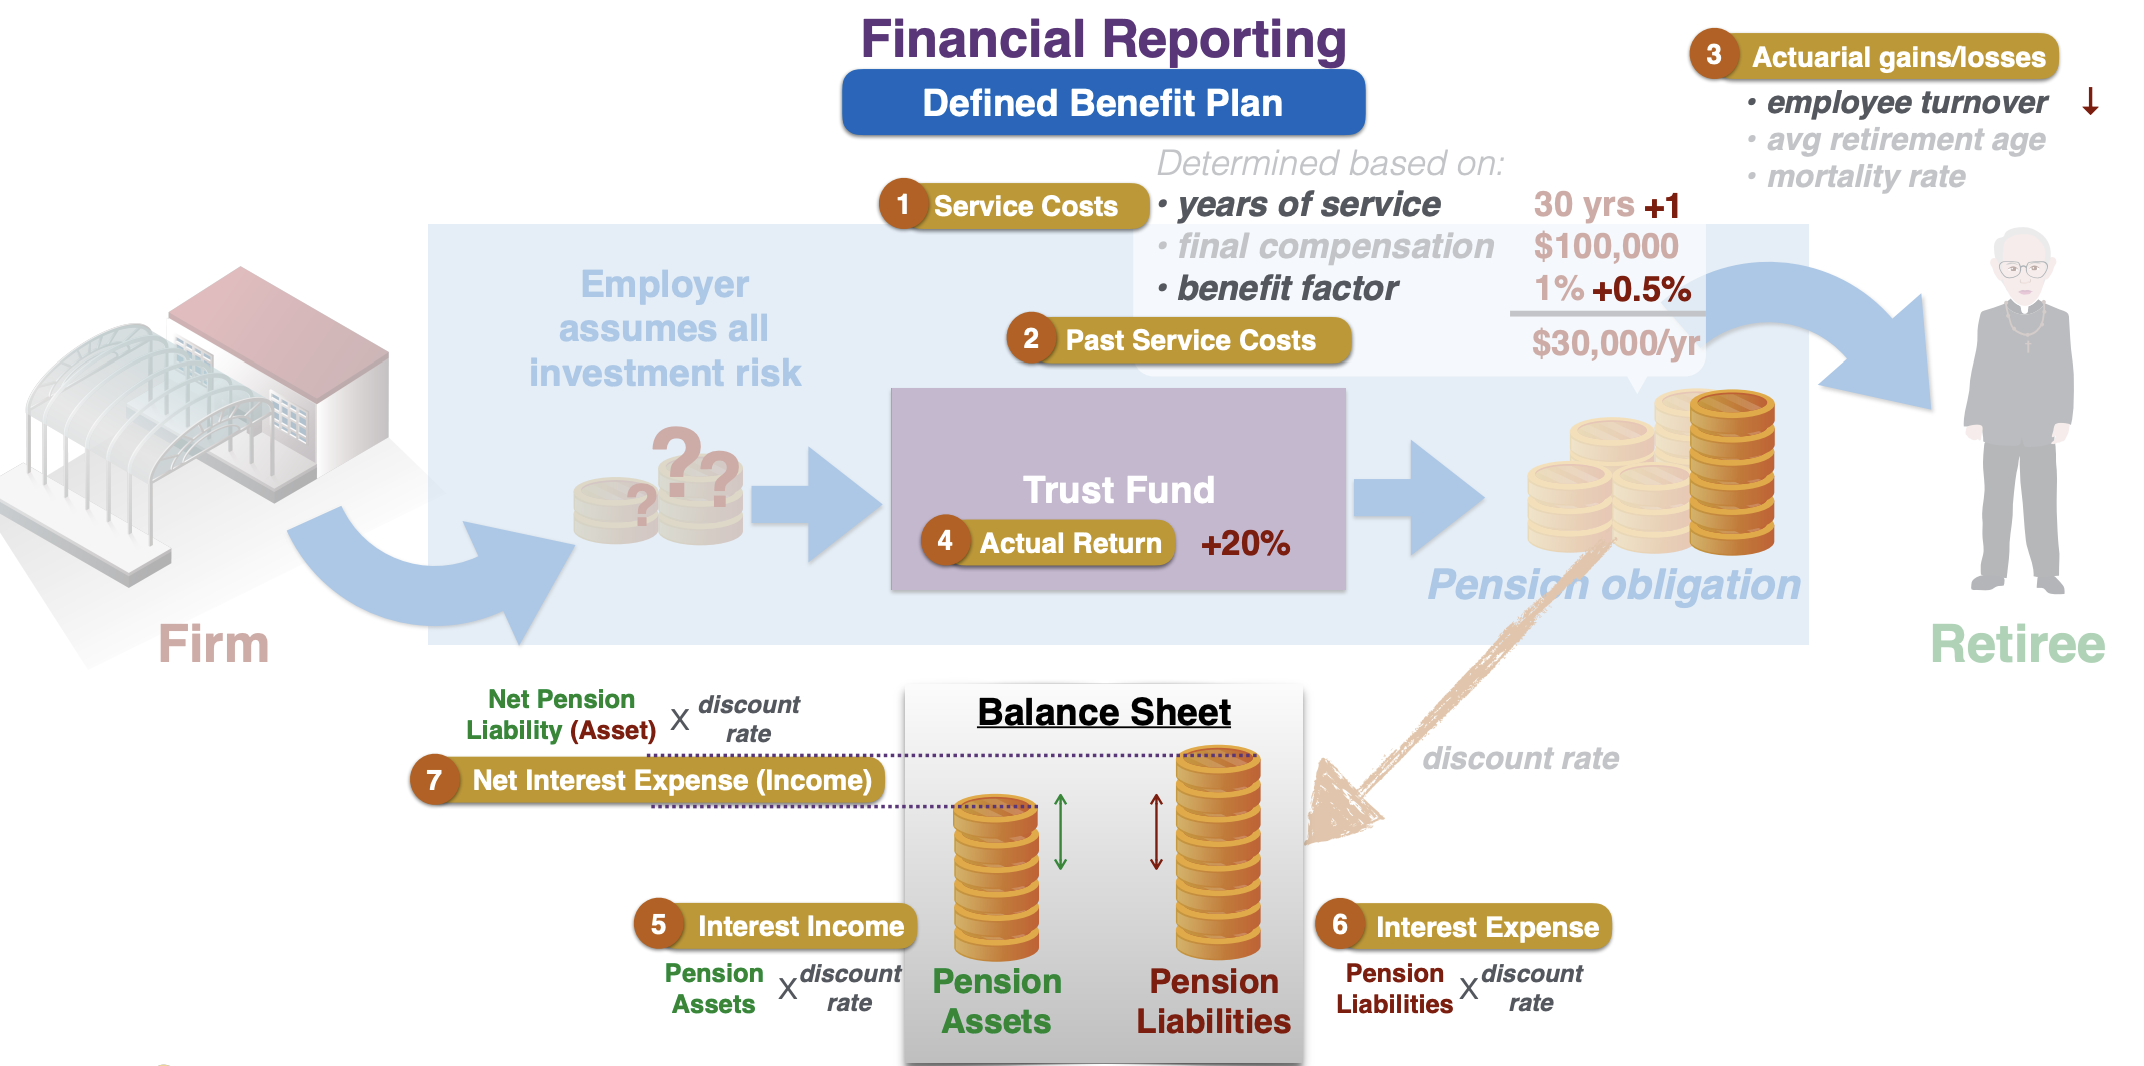 Financial Reporting
Defined Benefit Plan
3 Actuarial gains/losses
• employee turnover ↓
• avg retirement age
• mortality rate
Determined based on:
1 Service Costs
• years of service 30 yrs +1
• final compensation $100,000
• benefit factor 1% +0.5%
2 Past Service Costs
$30,000/yr
Employer
assumes all
investment risk
? ? ?
Trust Fund
4 Actual Return +20%
Pension obligation
Firm
Retiree
Net Pension
Liability (Asset) X discount
rate
7 Net Interest Expense (Income)
Balance Sheet
discount rate
5 Interest Income
Pension
Assets X discount
rate
Pension
Assets
Pension
Liabilities
6 Interest Expense
Pension
Liabilities X discount
rate